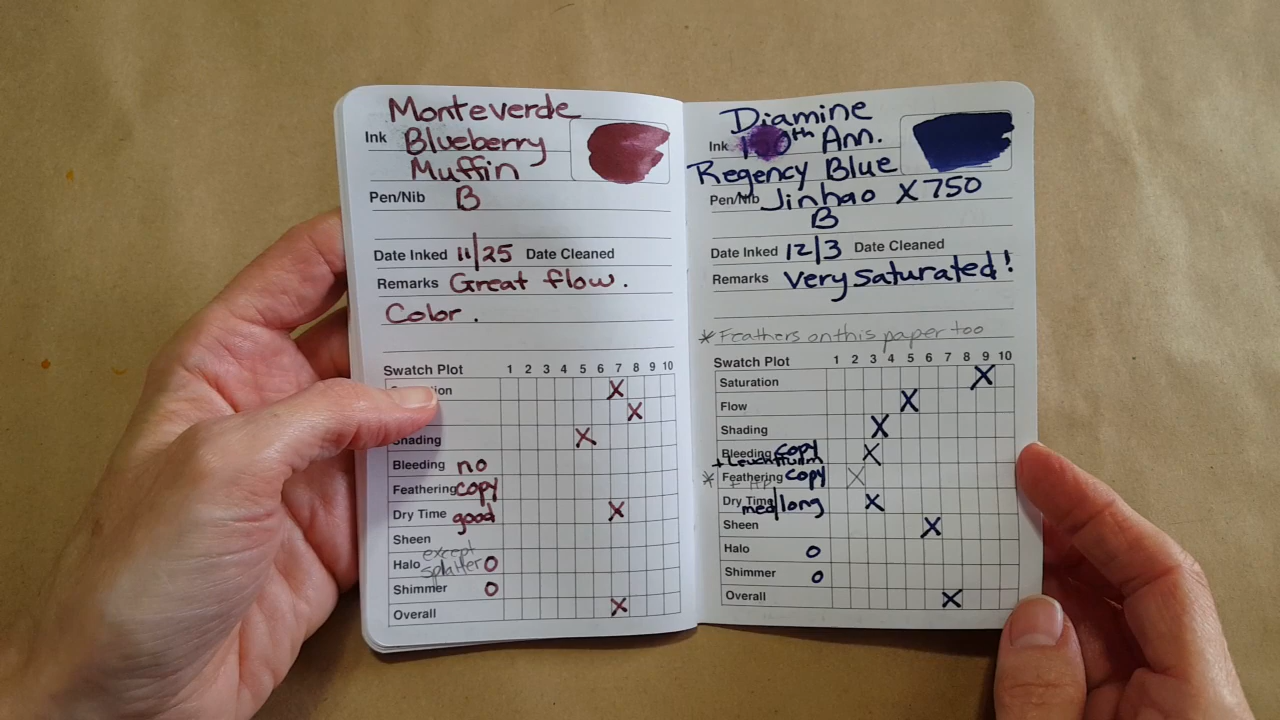 Monteverde
Ink Blueberry
Muffin
Pen/Nib B
Date Inked 11/25 Date Cleaned
Remarks Great flow.
Color.
Swatch Plot 1 2 3 4 5 6 7 8 9 10
X
X
Shading X
Bleeding no
Feathering copy
Dry Time good X
Sheen
except
Halo splatter O
Shimmer O
Overall X
Diamine
Ink 150th Ann.
Regency Blue
Pen/Nib Jinhao X750
B
Date Inked 12/3 Date Cleaned
Remarks Very saturated!
* Feathers on this paper too
Swatch Plot 1 2 3 4 5 6 7 8 9 10
Saturation X
Flow X
Shading X
Bleeding copy X
+ Leuchtturm
* Feathering copy X
Dry Time med/long X
Sheen X
Halo O
Shimmer O
Overall X